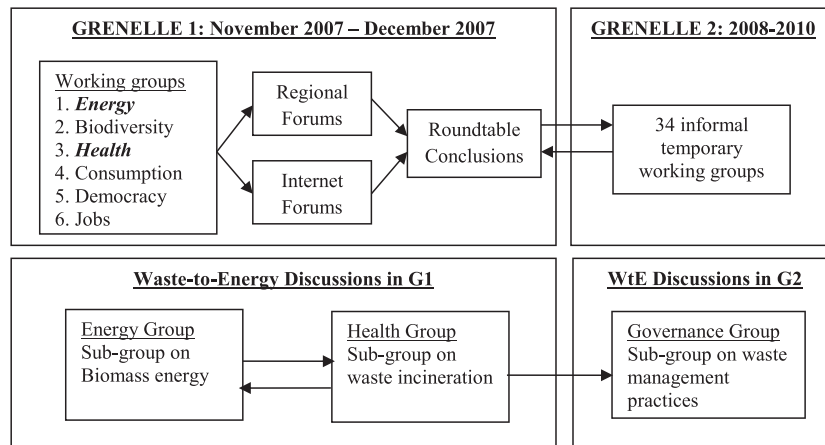 GRENELLE 1: November 2007 – December 2007
Working groups
1. Energy
2. Biodiversity
3. Health
4. Consumption
5. Democracy
6. Jobs
Regional
Forums
Internet
Forums
Roundtable
Conclusions
GRENELLE 2: 2008-2010
34 informal
temporary
working groups
Waste-to-Energy Discussions in G1
Energy Group
Sub-group on
Biomass energy
Health Group
Sub-group on
waste incineration
WtE Discussions in G2
Governance Group
Sub-group on waste
management
practices